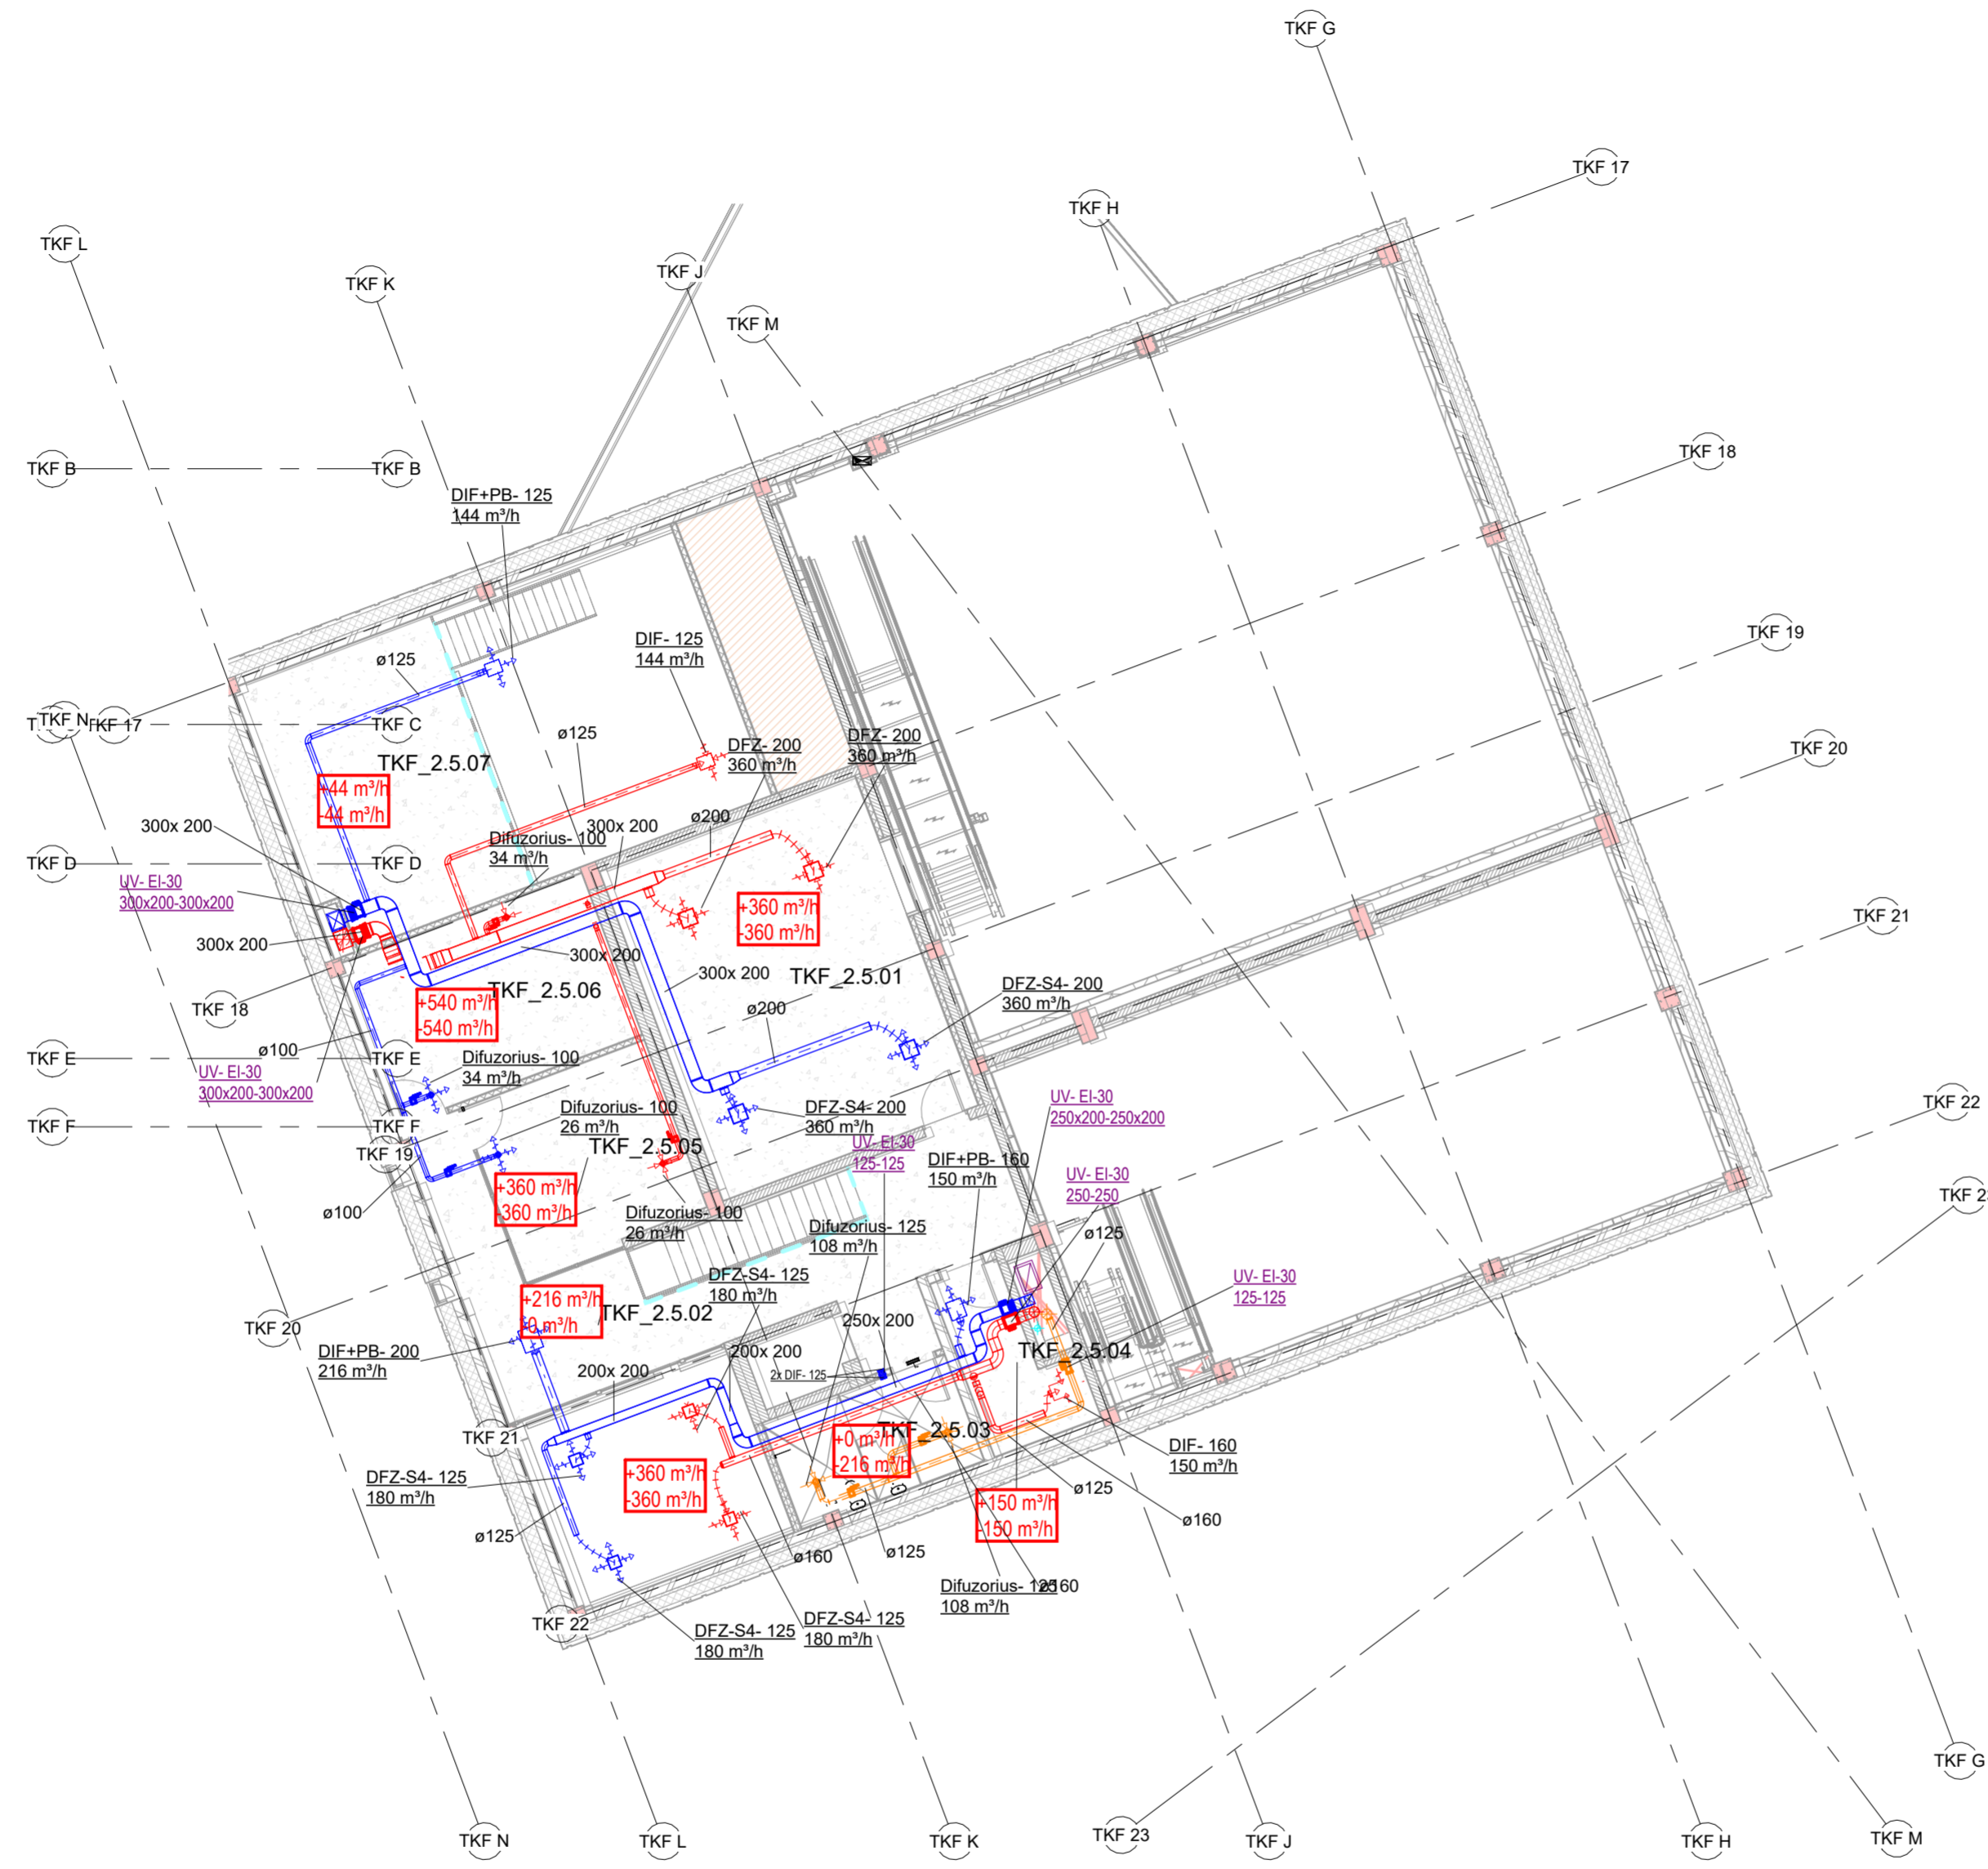 TKF G
TKF 17
TKF H
TKF L
TKF J
TKF K
TKF M
TKF 18
TKF B
TKF B
DIF+PB- 125
144 m³/h
TKF 19
DIF- 125
144 m³/h
ø125
TKF N
TKF 17
TKF C
ø125
DFZ- 200
360 m³/h
DFZ- 200
360 m³/h
TKF 20
TKF_2.5.07
+44 m³/h
-44 m³/h
300x 200
Difuzorius- 100
34 m³/h
300x 200
ø200
TKF D
TKF D
UV- EI-30
300x200-300x200
+360 m³/h
-360 m³/h
TKF 21
300x 200
300x 200
300x 200
TKF_2.5.01
TKF_2.5.06
+540 m³/h
-540 m³/h
DFZ-S4- 200
360 m³/h
TKF 18
ø200
ø100
TKF E
TKF E
Difuzorius- 100
34 m³/h
UV- EI-30
300x200-300x200
TKF 22
UV- EI-30
250x200-250x200
Difuzorius- 100
26 m³/h
DFZ-S4- 200
360 m³/h
TKF F
TKF F
TKF 19
TKF_2.5.05
UV- EI-30
125-125
DIF+PB- 160
150 m³/h
UV- EI-30
250-250
TKF 2
+360 m³/h
-360 m³/h
ø100
Difuzorius- 100
26 m³/h
Difuzorius- 125
108 m³/h
ø125
DFZ-S4- 125
180 m³/h
UV- EI-30
125-125
+216 m³/h
-0 m³/h
TKF_2.5.02
TKF 20
250x 200
DIF+PB- 200
216 m³/h
200x 200
200x 200
2x DIF- 125
TKF_2.5.04
TKF 21
TKF_2.5.03
+0 m³/h
-216 m³/h
DIF- 160
150 m³/h
DFZ-S4- 125
180 m³/h
+360 m³/h
-360 m³/h
ø125
+150 m³/h
-150 m³/h
ø160
ø125
ø160
ø125
Difuzorius- 125
108 m³/h
ø160
TKF 22
DFZ-S4- 125
180 m³/h
DFZ-S4- 125
180 m³/h
TKF G
TKF N
TKF L
TKF K
TKF 23
TKF J
TKF H
TKF M